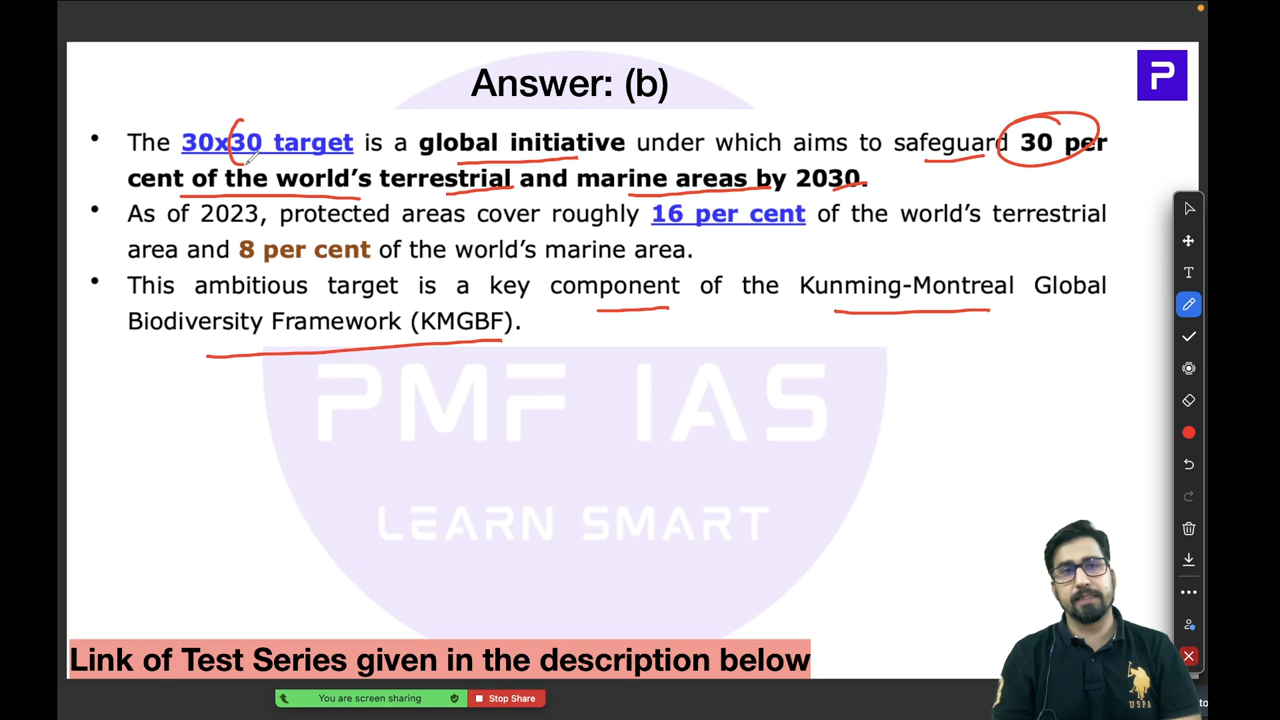 Answer: (b)
P
• The 30x30 target is a global initiative under which aims to safeguard 30 per
cent of the world's terrestrial and marine areas by 2030.
• As of 2023, protected areas cover roughly 16 per cent of the world's terrestrial
area and 8 per cent of the world's marine area.
• This ambitious target is a key component of the Kunming-Montreal Global
Biodiversity Framework (KMGBF).
PMF IAS
LEARN SMART
Link of Test Series given in the description below
You are screen sharing
Stop Share
T
USPA
to